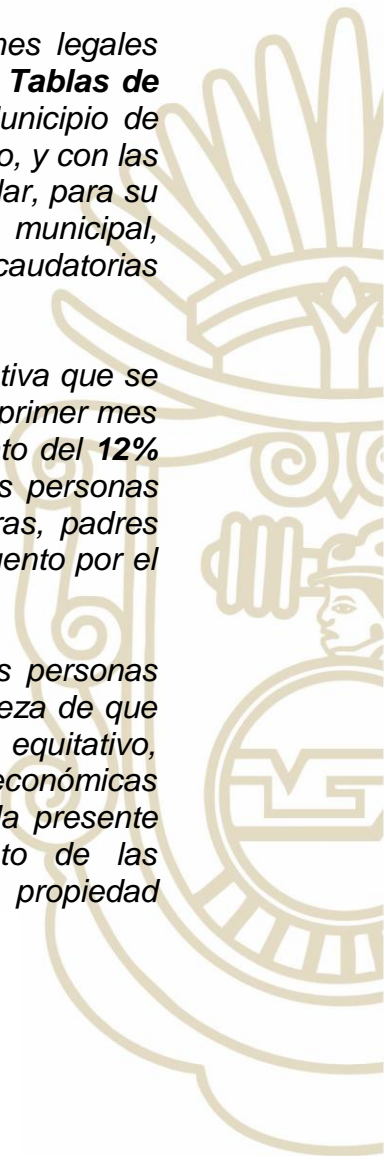 nes legales
Tablas de
unicipio de
o, y con las
lar, para su
municipal,
caudatorias
tiva que se
primer mes
nto del 12%
s personas
ras, padres
uento por el
s personas
eza de que
equitativo,
económicas
la presente
to de las
propiedad